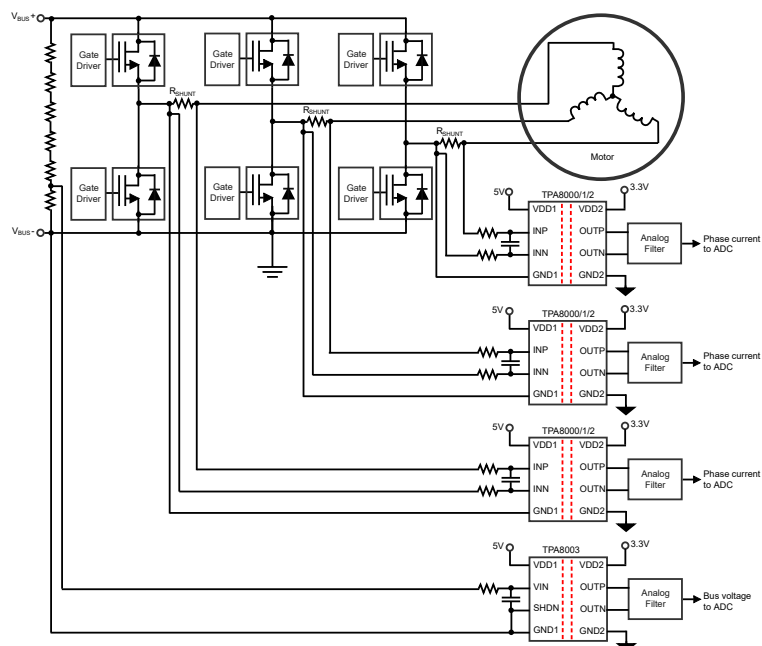 VBUS+
Gate
Driver
Gate
Driver
Gate
Driver
RSHUNT
RSHUNT
RSHUNT
Motor
Gate
Driver
Gate
Driver
Gate
Driver
VBUS-
5V
TPA8000/1/2
3.3V
VDD1
VDD2
INP
OUTP
INN
OUTN
GND1
GND2
Analog
Filter
Phase current
to ADC
5V
TPA8000/1/2
3.3V
VDD1
VDD2
INP
OUTP
INN
OUTN
GND1
GND2
Analog
Filter
Phase current
to ADC
5V
TPA8000/1/2
3.3V
VDD1
VDD2
INP
OUTP
INN
OUTN
GND1
GND2
Analog
Filter
Phase current
to ADC
5V
TPA8003
3.3V
VDD1
VDD2
VIN
OUTP
SHDN
OUTN
GND1
GND2
Analog
Filter
Bus voltage
to ADC